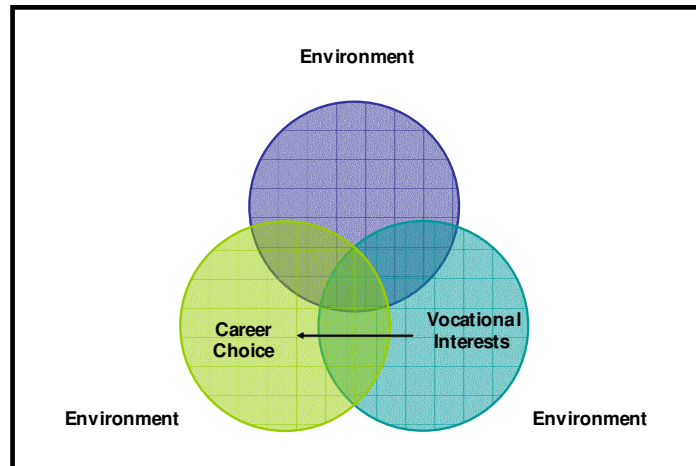 Environment
Career
Choice
Vocational
Interests
Environment
Environment